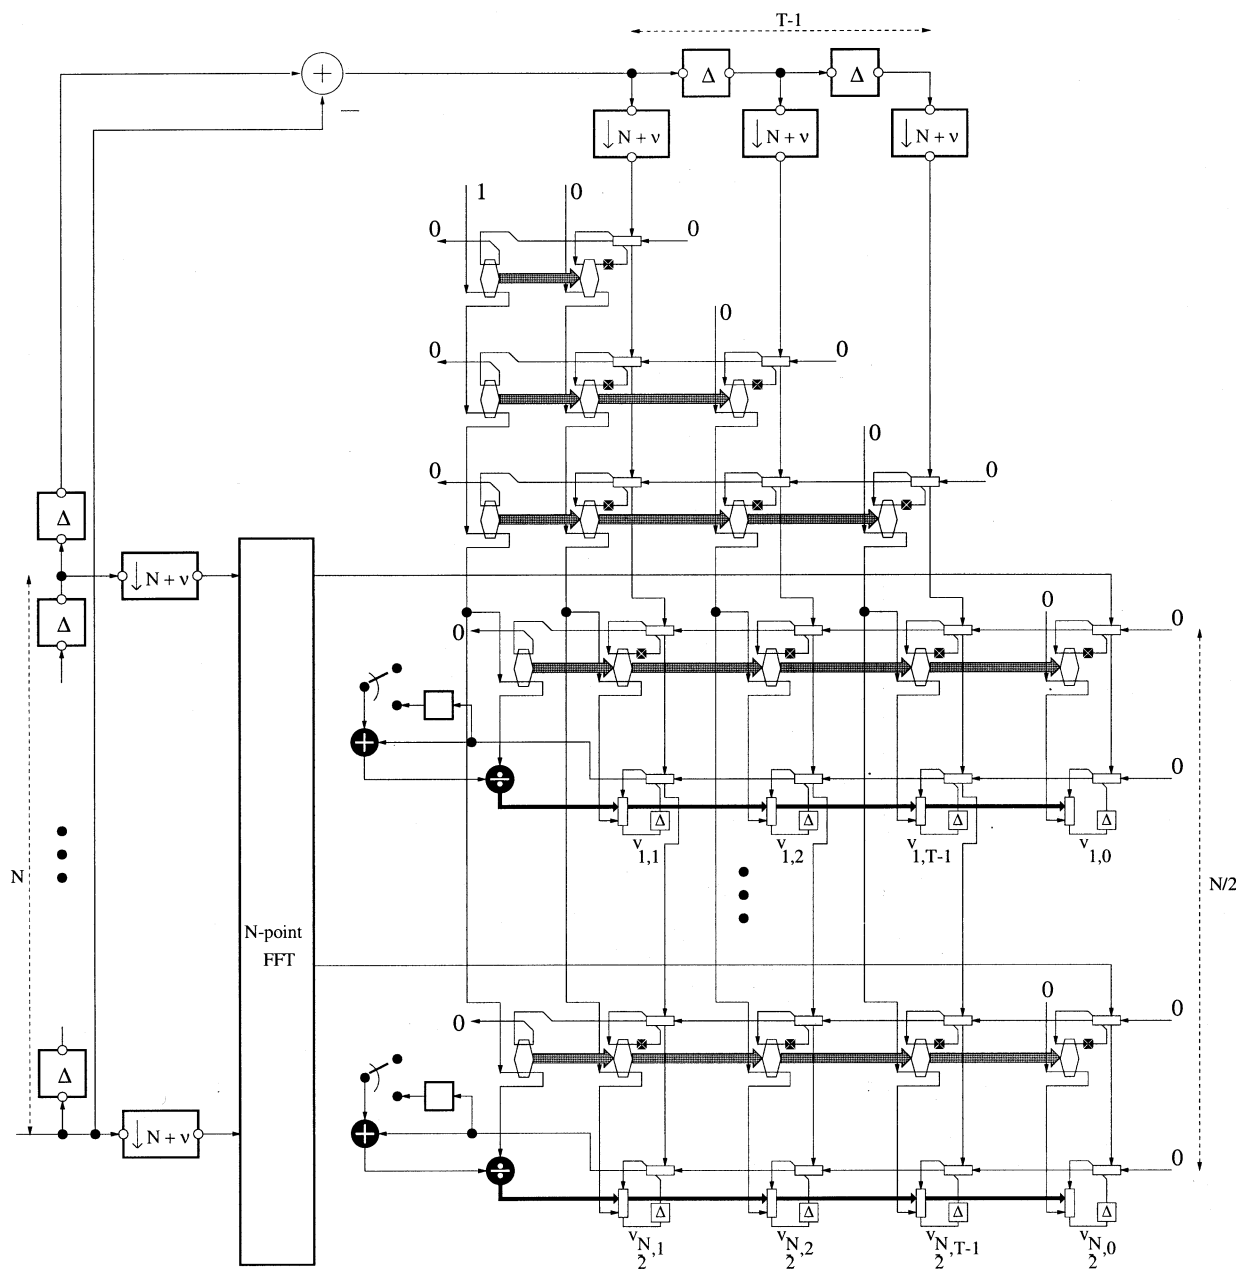 T-1
+
Δ
Δ
−
↓ N + ν
↓ N + ν
↓ N + ν
1
0
0
0
0
0
0
0
0
0
Δ
↓ N + ν
Δ
0
0
0
+
÷
0
Δ
Δ
Δ
Δ
v1,1
v1,2
v1,T-1
v1,0
N
N/2
N-point
FFT
0
0
0
Δ
↓ N + ν
+
÷
0
Δ
Δ
Δ
Δ
vN/2,1
vN/2,2
vN/2,T-1
vN/2,0